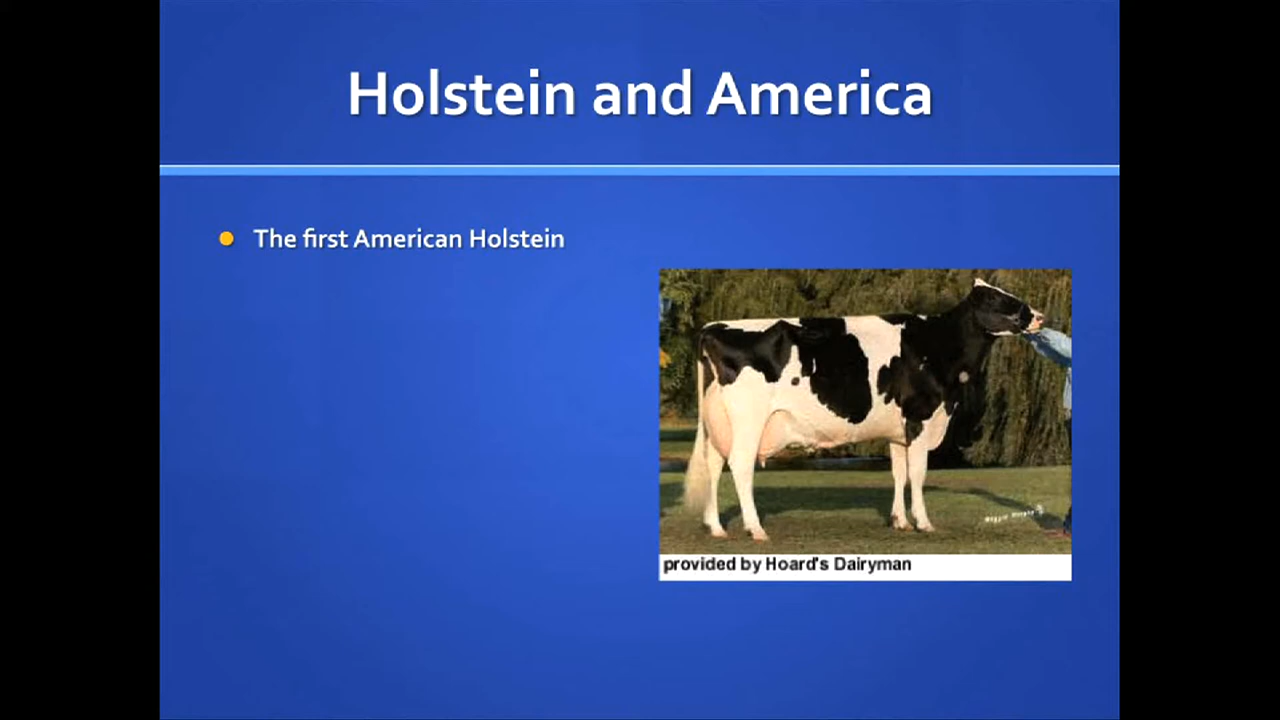 Holstein and America
The first American Holstein
provided by Hoard's Dairyman